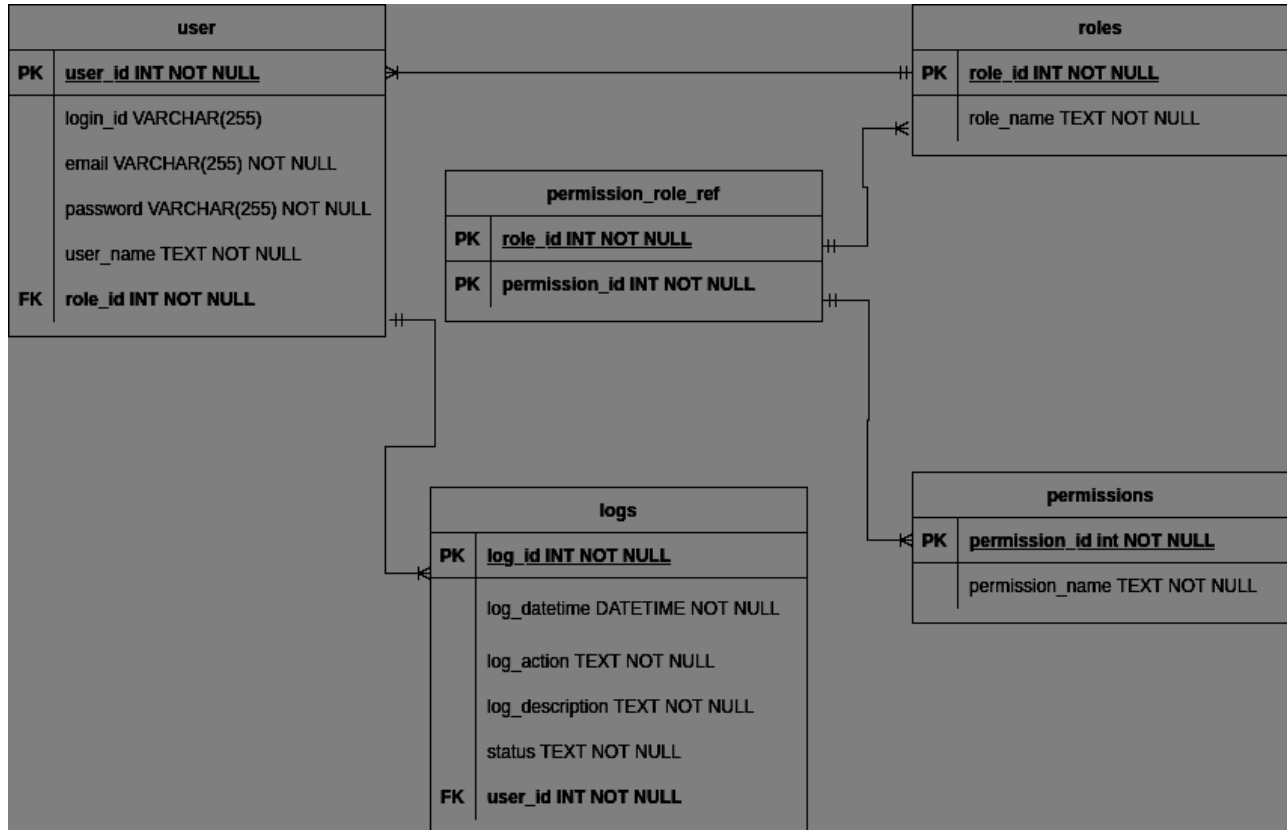 user
PK user_id INT NOT NULL
login_id VARCHAR(255)
email VARCHAR(255) NOT NULL
password VARCHAR(255) NOT NULL
user_name TEXT NOT NULL
FK role_id INT NOT NULL
roles
PK role_id INT NOT NULL
role_name TEXT NOT NULL
permission_role_ref
PK role_id INT NOT NULL
PK permission_id INT NOT NULL
logs
PK log_id INT NOT NULL
log_datetime DATETIME NOT NULL
log_action TEXT NOT NULL
log_description TEXT NOT NULL
status TEXT NOT NULL
FK user_id INT NOT NULL
permissions
PK permission_id int NOT NULL
permission_name TEXT NOT NULL